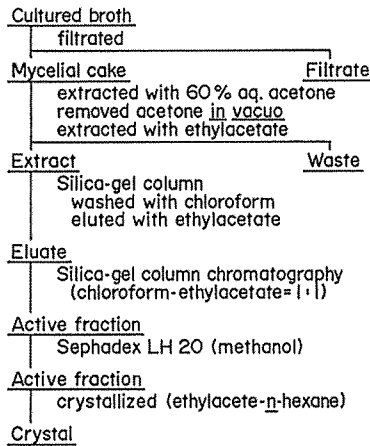 Cultured broth
filtrated
Mycelial cake Filtrate
extracted with 60% aq. acetone
removed acetone in vacuo
extracted with ethylacetate
Extract Waste
Silica-gel column
washed with chloroform
eluted with ethylacetate
Eluate
Silica-gel column chromatography
(chloroform-ethylacetate=1:1)
Active fraction
Sephadex LH 20 (methanol)
Active fraction
crystallized (ethylacete-n-hexane)
Crystal